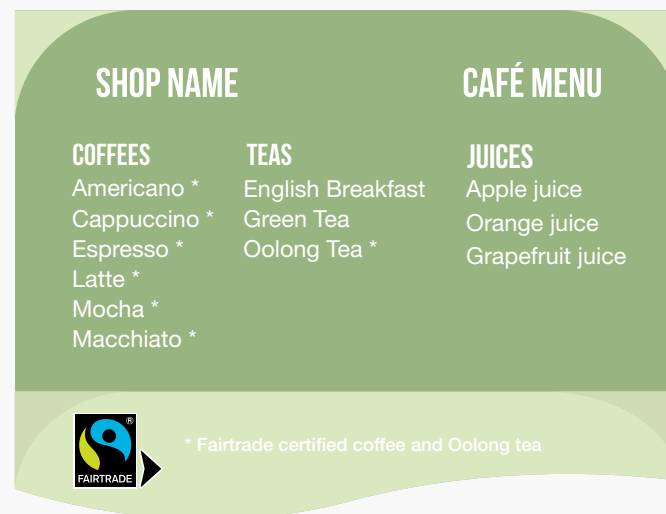 SHOP NAME
CAFÉ MENU
COFFEES
Americano *
Cappuccino *
Espresso *
Latte *
Mocha *
Macchiato *
TEAS
English Breakfast
Green Tea
Oolong Tea *
JUICES
Apple juice
Orange juice
Grapefruit juice
®
FAIRTRADE
* Fairtrade certified coffee and Oolong tea